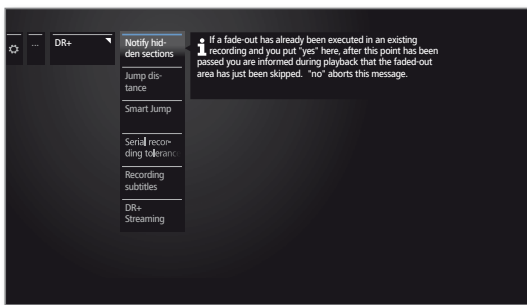 ...
DR+
Notify hid-
den sections
Jump dis-
tance
Smart Jump
Serial recor-
ding tolerance
Recording
subtitles
DR+
Streaming
If a fade-out has already been executed in an existing
recording and you put "yes" here, after this point has been
passed you are informed during playback that the faded-out
area has just been skipped. "no" aborts this message.